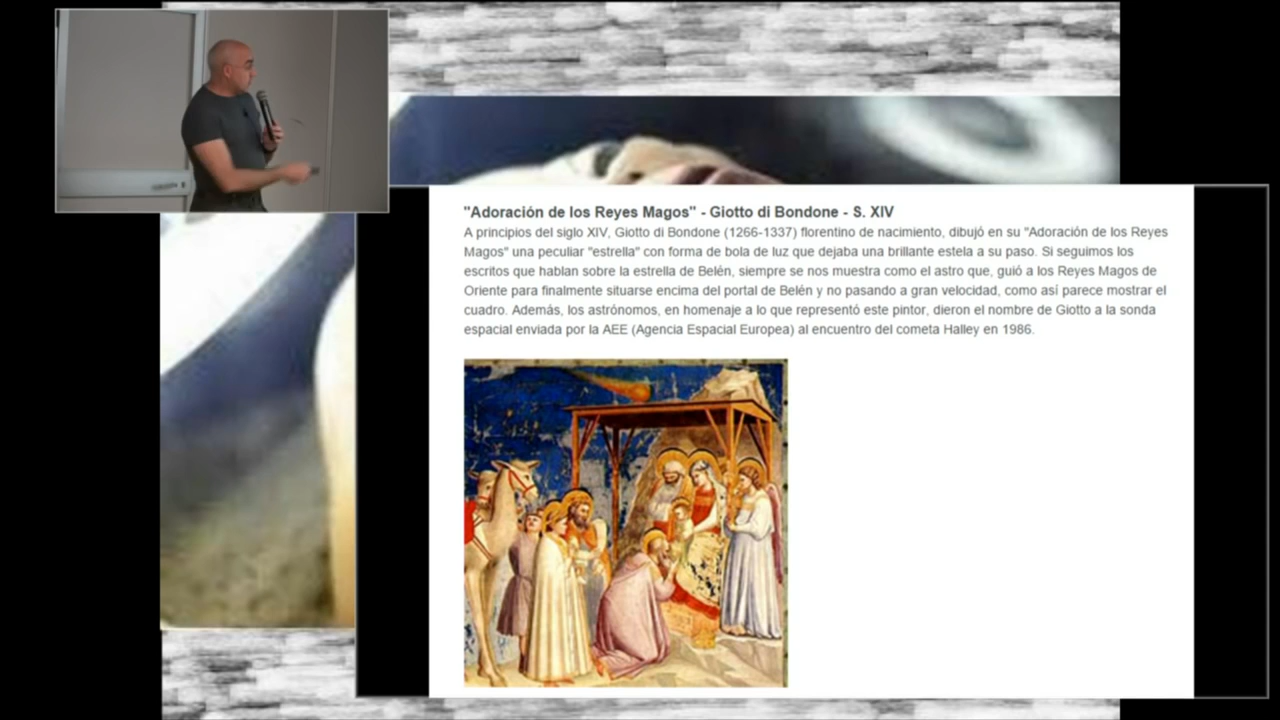 "Adoración de los Reyes Magos" - Giotto di Bondone - S. XIV
A principios del siglo XIV, Giotto di Bondone (1266-1337) florentino de nacimiento, dibujó en su "Adoración de los Reyes
Magos" una peculiar "estrella" con forma de bola de luz que dejaba una brillante estela a su paso. Si seguimos los
escritos que hablan sobre la estrella de Belén, siempre se nos muestra como el astro que, guió a los Reyes Magos de
Oriente para finalmente situarse encima del portal de Belén y no pasando a gran velocidad, como así parece mostrar el
cuadro. Además, los astrónomos, en homenaje a lo que representó este pintor, dieron el nombre de Giotto a la sonda
espacial enviada por la AEE (Agencia Espacial Europea) al encuentro del cometa Halley en 1986.